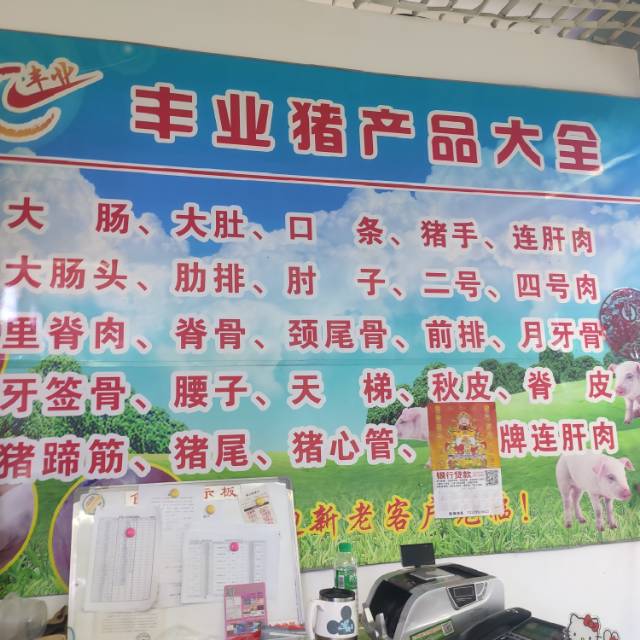 丰业
丰业猪产品大全
大 肠、大肚、口 条、猪手、连肝肉
大肠头、肋排、肘 子、二号、四号肉
里脊肉、脊骨、颈尾骨、前排、月牙骨
牙签骨、腰子、天 梯、秋皮、脊 皮
猪蹄筋、猪尾、猪心管、 牌连肝肉
迎新老客户光临!
银行贷款
示板